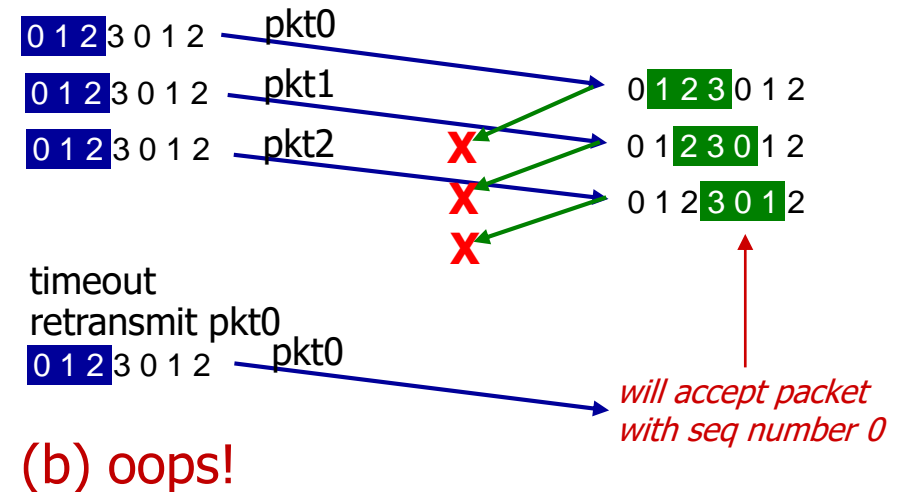 0 1 2 3 0 1 2 pkt0
0 1 2 3 0 1 2
0 1 2 3 0 1 2 pkt1
X 0 1 2 3 0 1 2
0 1 2 3 0 1 2 pkt2
X 0 1 2 3 0 1 2
X
timeout
retransmit pkt0
0 1 2 3 0 1 2 pkt0
will accept packet
with seq number 0
(b) oops!